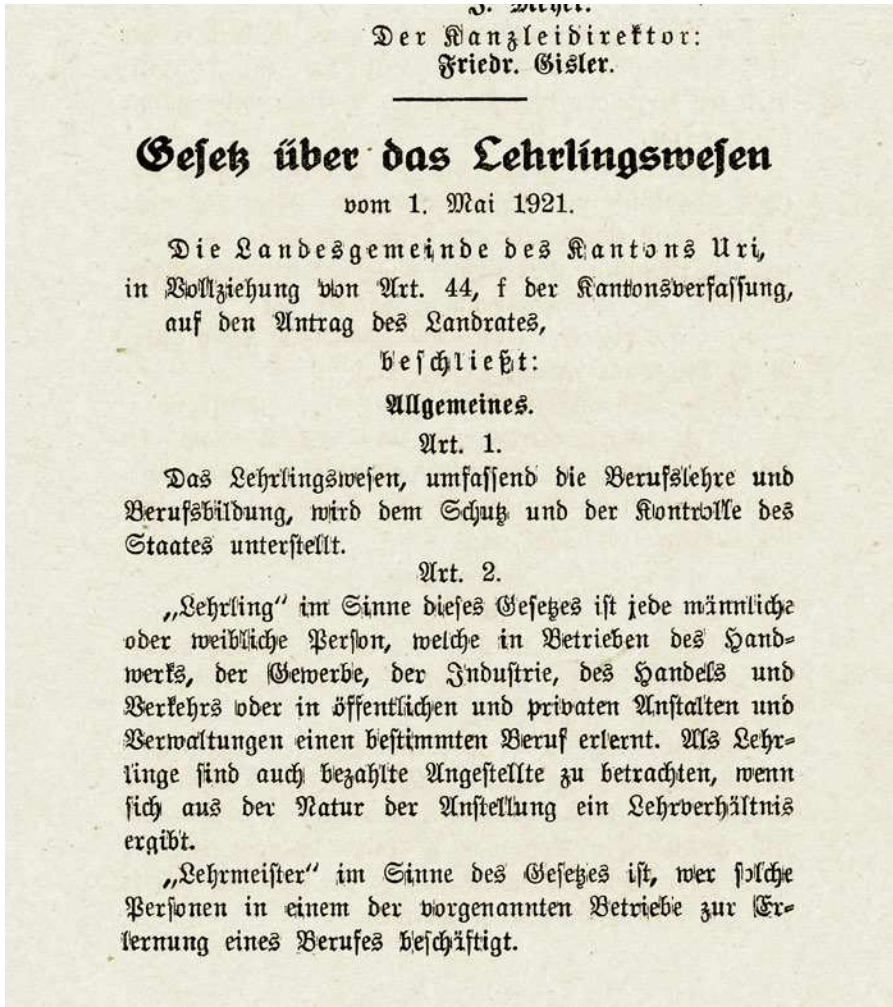 J. Meyer.
Der Kanzleidirektor:
Friedr. Gisler.
Gesetz über das Lehrlingswesen
vom 1. Mai 1921.
Die Landesgemeinde des Kantons Uri,
in Vollziehung von Art. 44, f der Kantonsverfassung,
auf den Antrag des Landrates,
beschließt:
Allgemeines.
Art. 1.
Das Lehrlingswesen, umfassend die Berufslehre und
Berufsbildung, wird dem Schutz und der Kontrolle des
Staates unterstellt.
Art. 2.
„Lehrling“ im Sinne dieses Gesetzes ist jede männliche
oder weibliche Person, welche in Betrieben des Hand-
werks, der Gewerbe, der Industrie, des Handels und
Verkehrs oder in öffentlichen und privaten Anstalten und
Verwaltungen einen bestimmten Beruf erlernt. Als Lehr-
linge sind auch bezahlte Angestellte zu betrachten, wenn
sich aus der Natur der Anstellung ein Lehrverhältnis
ergibt.
„Lehrmeister“ im Sinne des Gesetzes ist, wer solche
Personen in einem der vorgenannten Betriebe zur Er-
lernung eines Berufes beschäftigt.